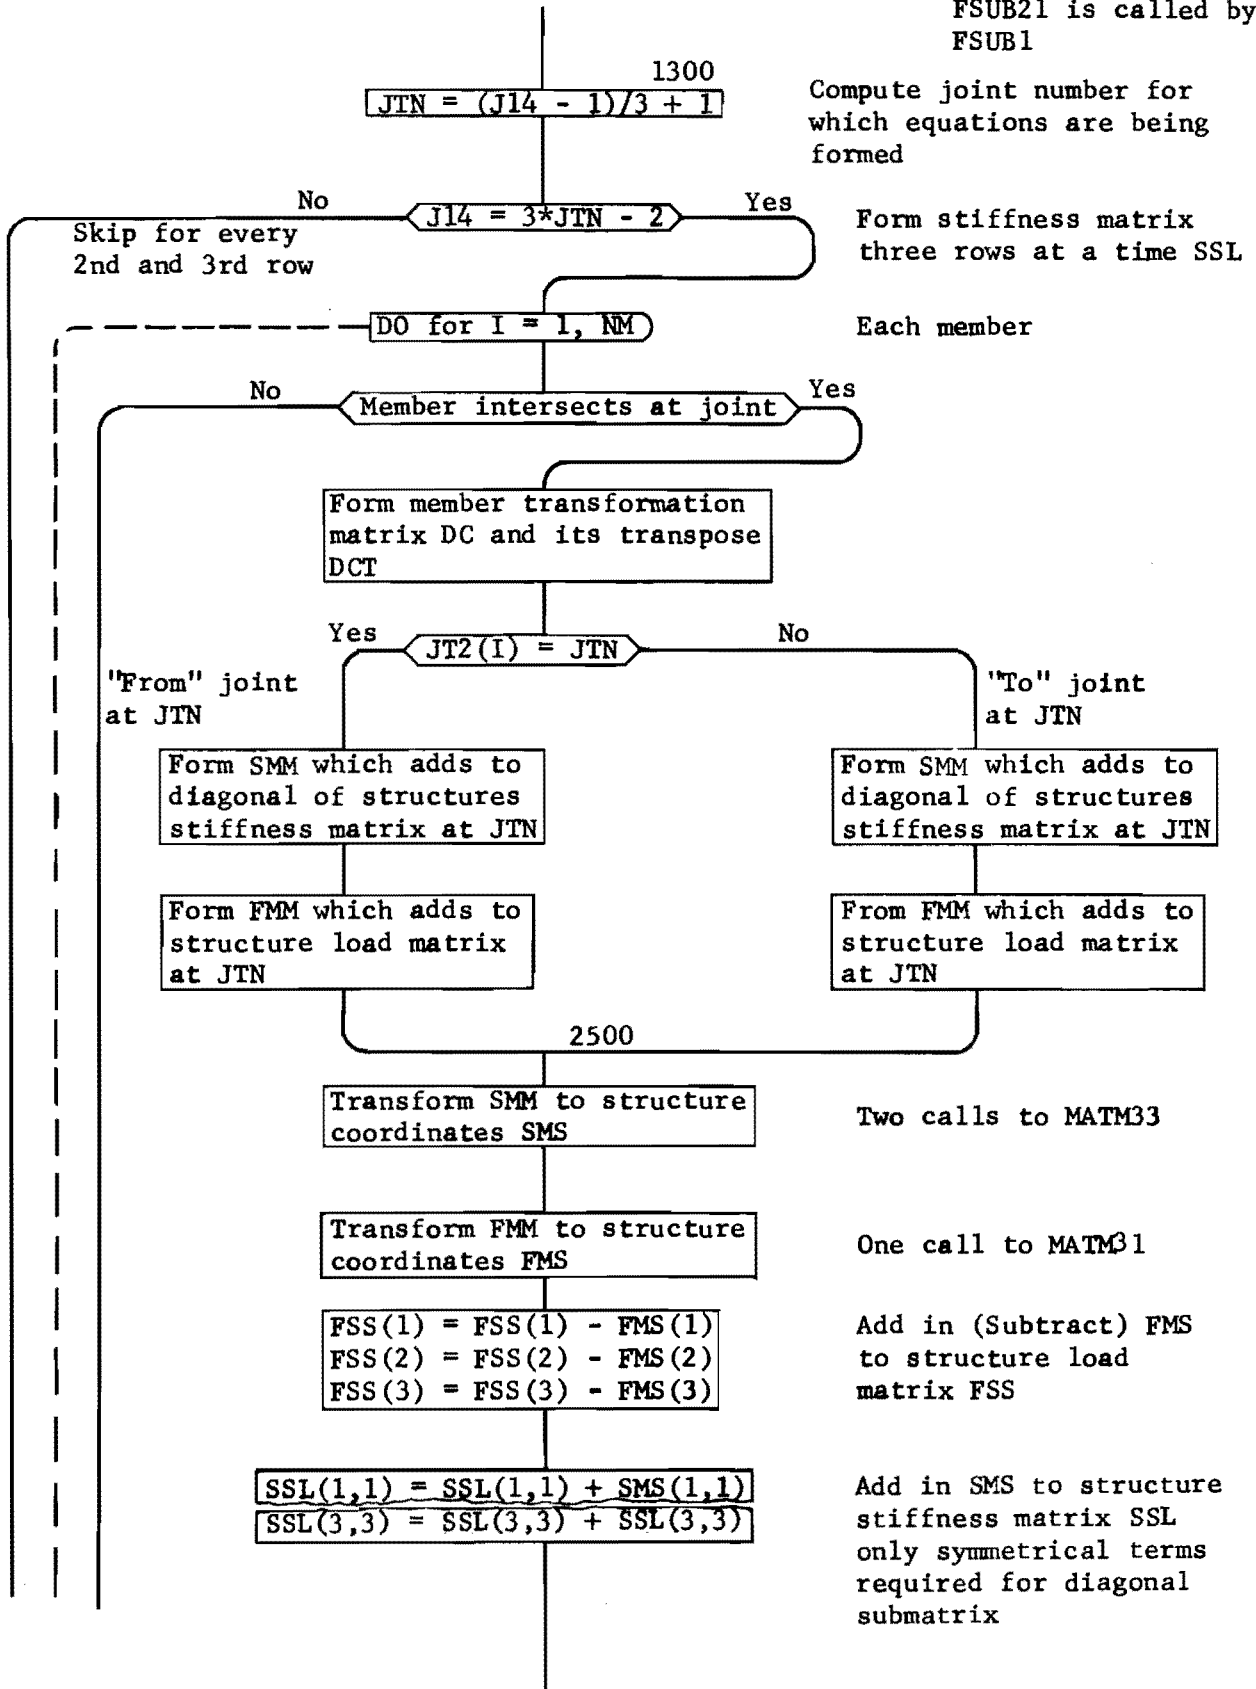 FSUB21 is called by
FSUB1
1300
JTN = (J14 - 1)/3 + 1
Compute joint number for
which equations are being
formed
No
J14 = 3*JTN - 2
Yes
Skip for every
2nd and 3rd row
Form stiffness matrix
three rows at a time SSL
DO for I = 1, NM
Each member
No
Member intersects at joint
Yes
Form member transformation
matrix DC and its transpose
DCT
Yes
JT2(I) = JTN
No
"From" joint
at JTN
"To" joint
at JTN
Form SMM which adds to
diagonal of structures
stiffness matrix at JTN
Form SMM which adds to
diagonal of structures
stiffness matrix at JTN
Form FMM which adds to
structure load matrix
at JTN
From FMM which adds to
structure load matrix
at JTN
2500
Transform SMM to structure
coordinates SMS
Two calls to MATM33
Transform FMM to structure
coordinates FMS
One call to MATM31
FSS(1) = FSS(1) - FMS(1)
FSS(2) = FSS(2) - FMS(2)
FSS(3) = FSS(3) - FMS(3)
Add in (Subtract) FMS
to structure load
matrix FSS
SSL(1,1) = SSL(1,1) + SMS(1,1)
SSL(3,3) = SSL(3,3) + SSL(3,3)
Add in SMS to structure
stiffness matrix SSL
only symmetrical terms
required for diagonal
submatrix